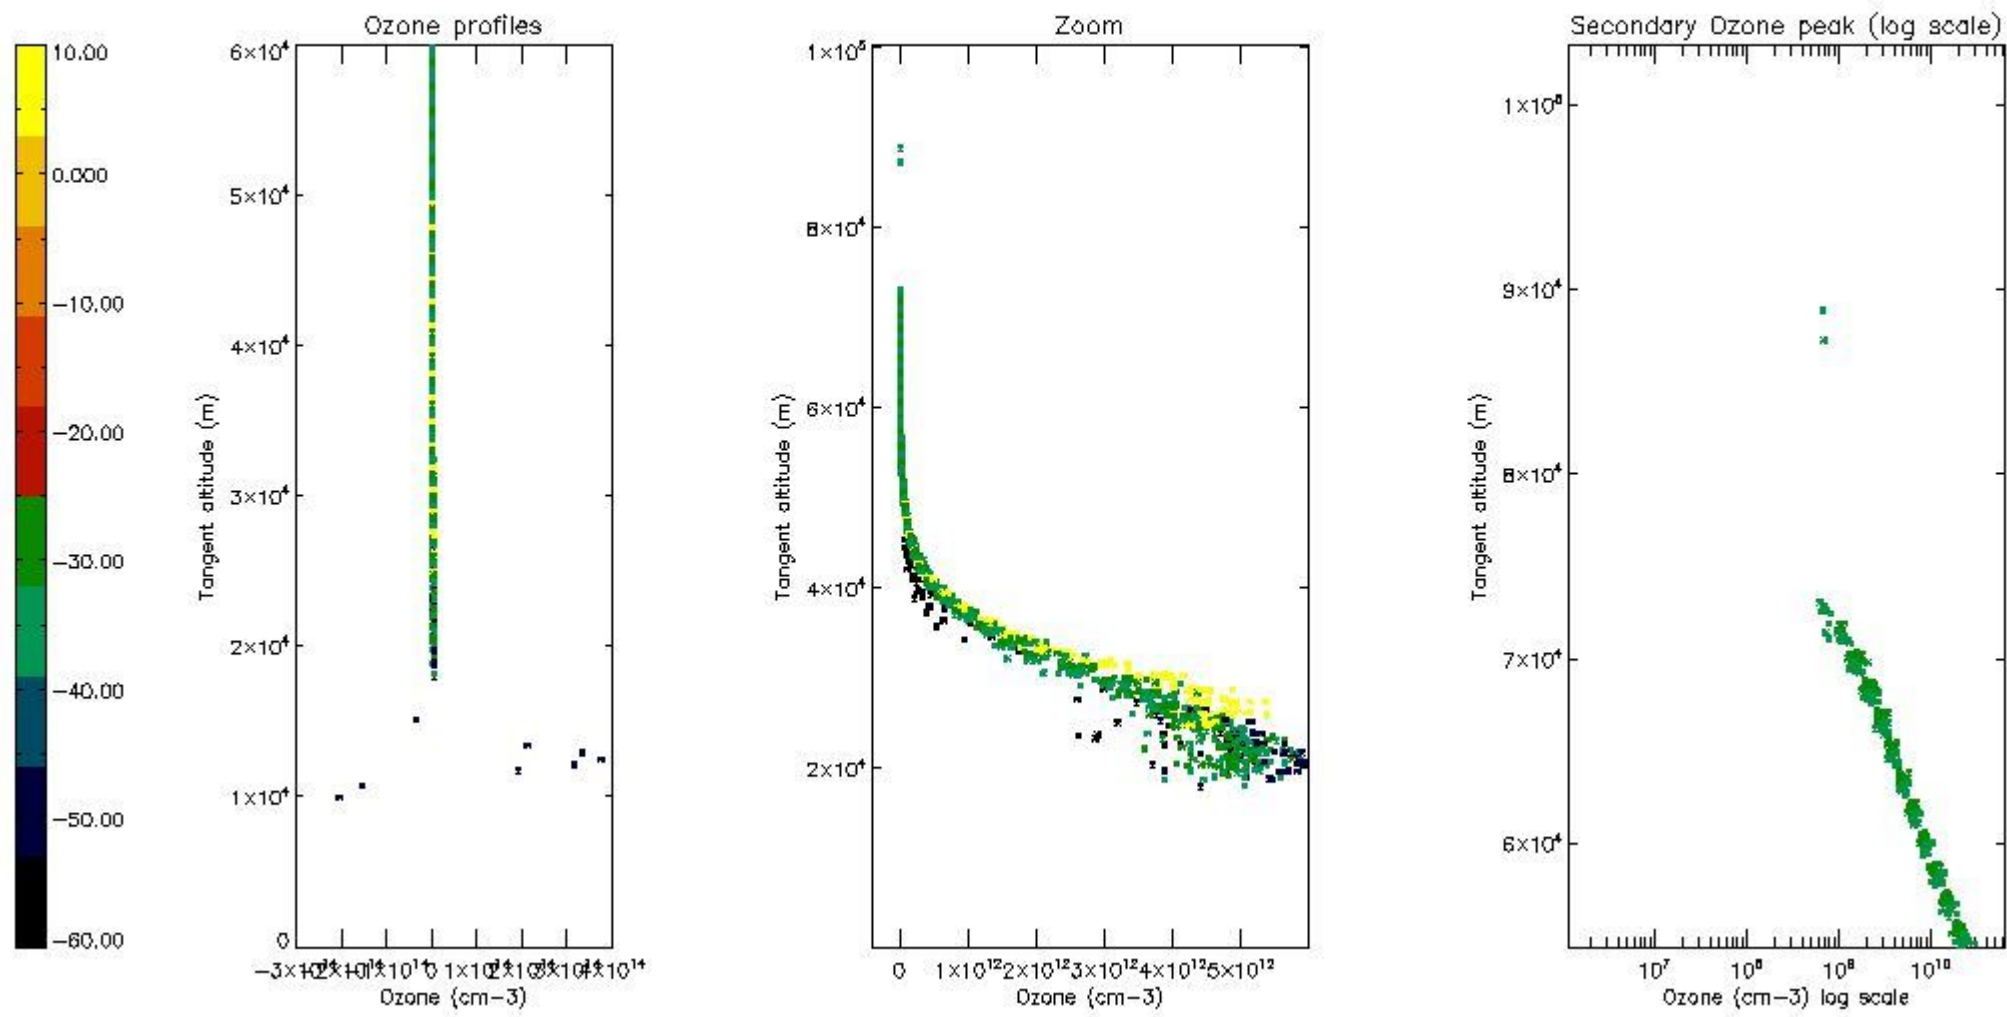 Ozone profiles
Zoom
Secondary Ozone peak (log scale)
10.00
0.000
−10.00
−20.00
−30.00
−40.00
−50.00
−60.00
6×10⁴
5×10⁴
4×10⁴
3×10⁴
2×10⁴
1×10⁴
0
Tangent altitude (m)
0 1×10¹⁴ 4×10¹⁴
Ozone (cm−3)
1×10⁵
8×10⁴
6×10⁴
4×10⁴
2×10⁴
Tangent altitude (m)
0 1×10¹² 2×10¹² 3×10¹² 4×10¹² 5×10¹²
Ozone (cm−3)
9×10⁴
8×10⁴
7×10⁴
6×10⁴
Tangent altitude (m)
10⁷ 10⁸ 10⁹ 10¹⁰
Ozone (cm−3) log scale